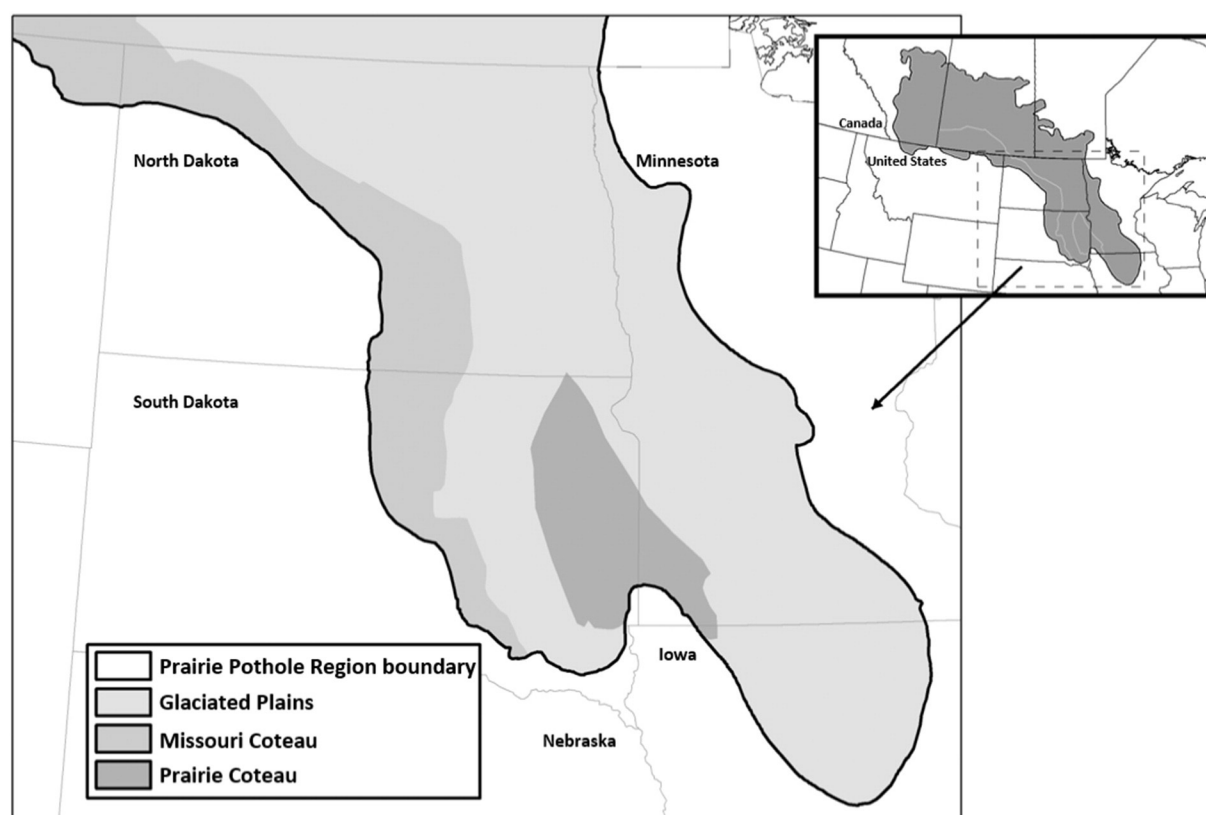 North Dakota
Minnesota
South Dakota
Iowa
Nebraska
Canada
United States
Prairie Pothole Region boundary
Glaciated Plains
Missouri Coteau
Prairie Coteau